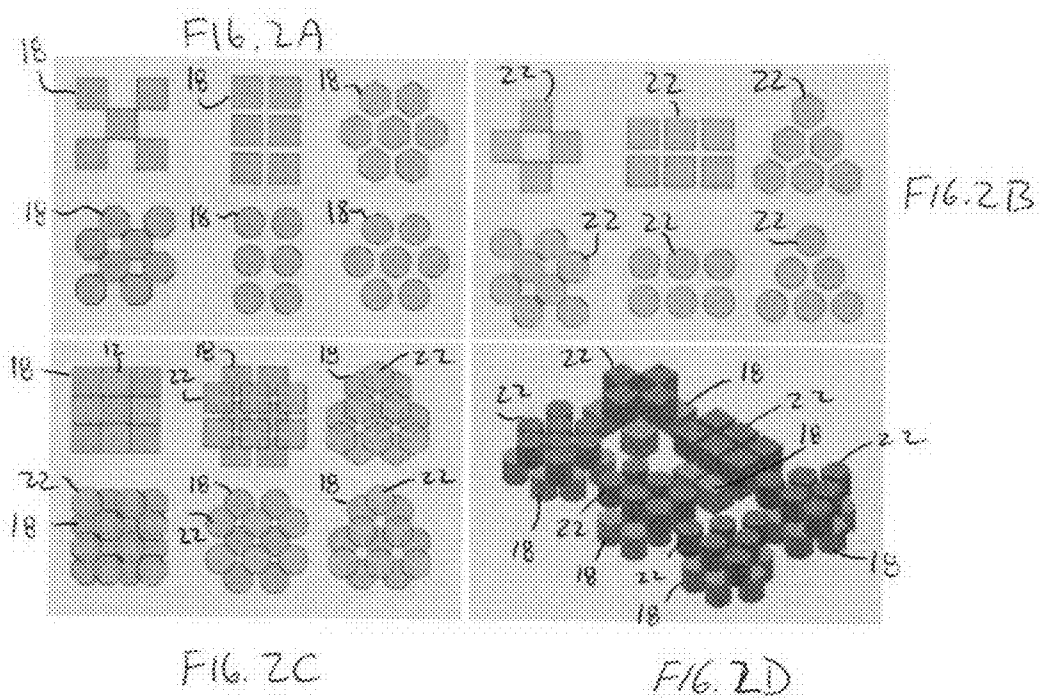 FIG. 2A
18 18 18
22 22 22
18 18 18
22 22 22
FIG. 2B
18 12 18 22 18 22
22 18 18 22 18 22
22 18 22 22 18 22
18 22 18 18 22 18 18
FIG. 2C
FIG. 2D